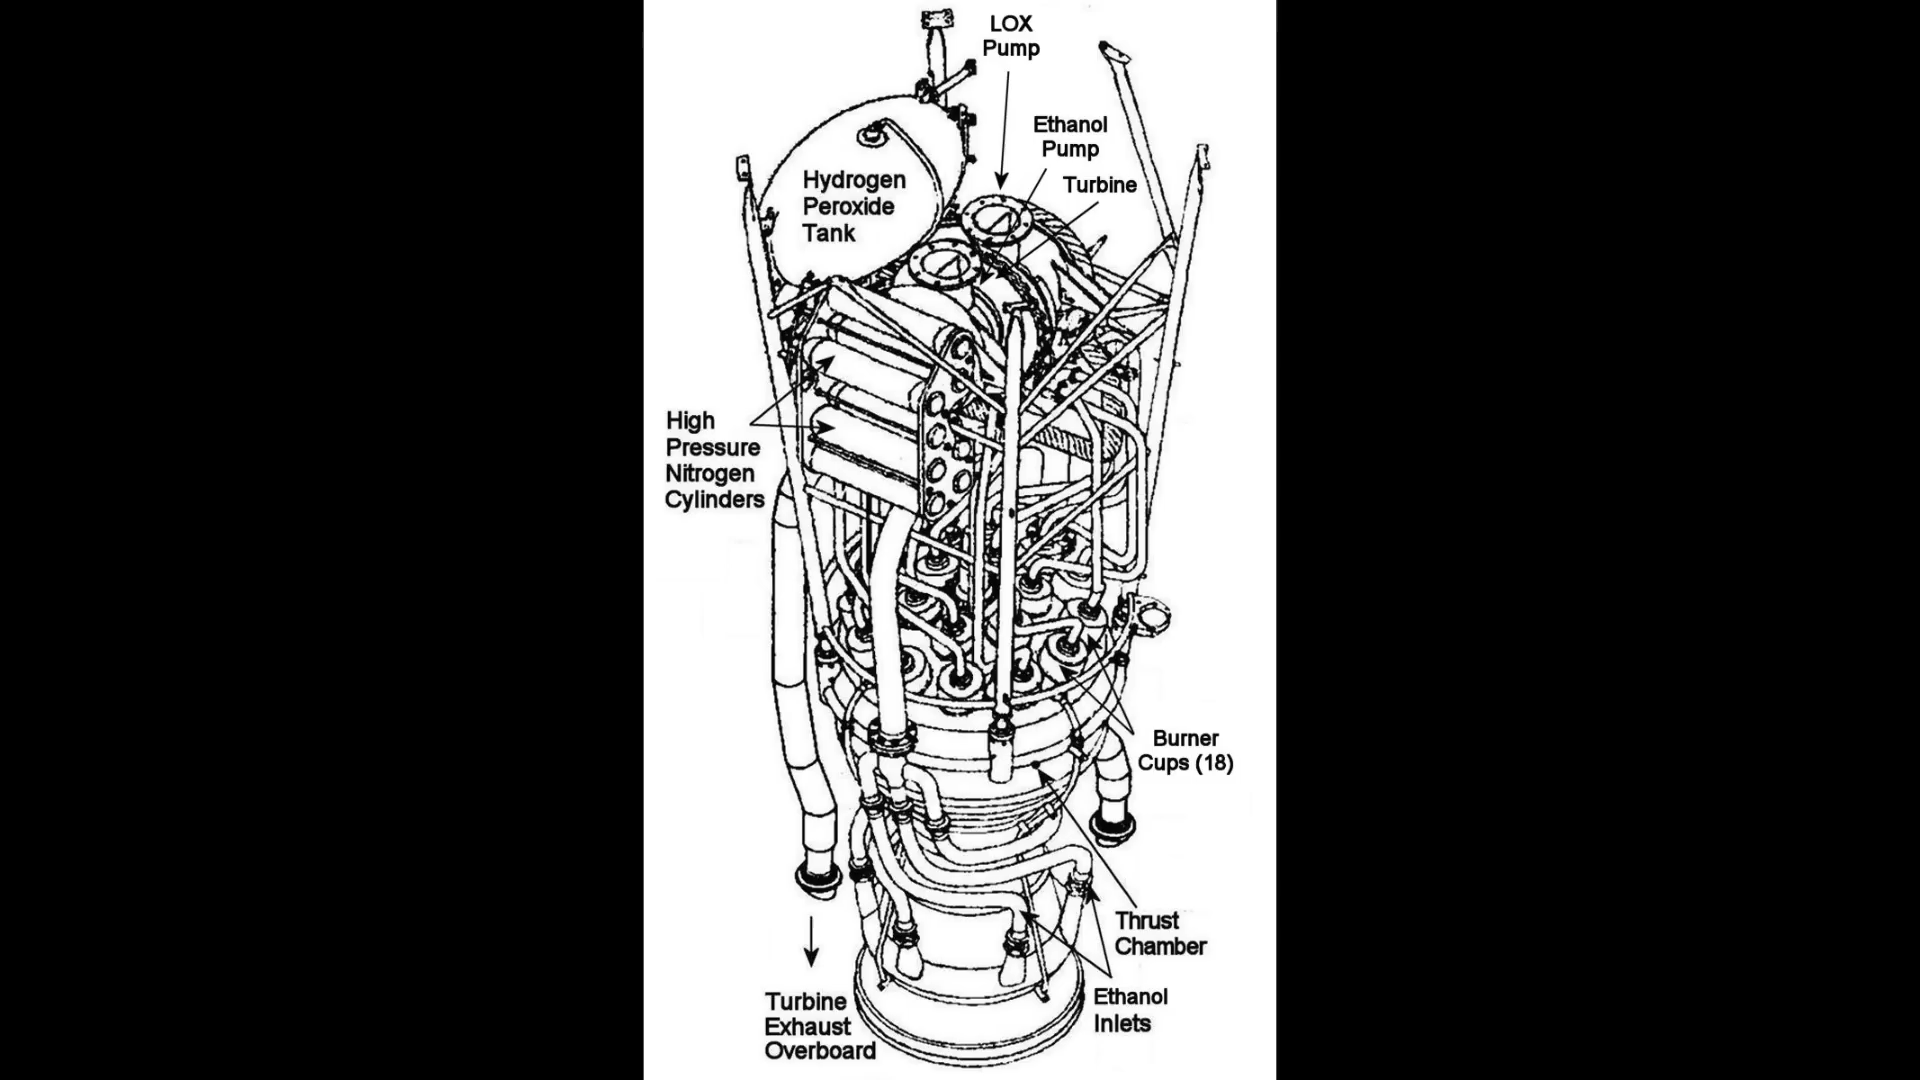 LOX
Pump
Ethanol
Pump
Turbine
Hydrogen
Peroxide
Tank
High
Pressure
Nitrogen
Cylinders
Burner
Cups (18)
Thrust
Chamber
Ethanol
Inlets
Turbine
Exhaust
Overboard